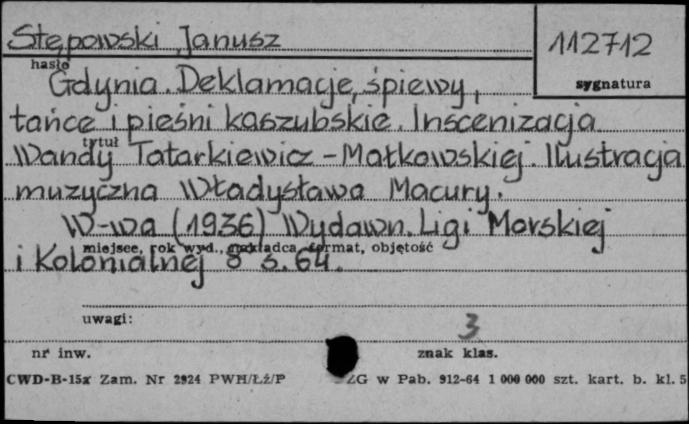 Stępowski Janusz
112712
hasło
sygnatura
Gdynia. Deklamacje, śpiewy,
tańce i pieśni kaszubskie. Inscenizacja
tytuł
Wandy Tatarkiewicz-Małkowskiej. Ilustracja
muzyczna Władysława Macury.
W-wa (1936) Wydawn. Ligi Morskiej
miejsce, rok wyd., nakładca, format, objętość
i Kolonialnej 8° s. 64.
uwagi:
3
nr inw.
znak klas.
CWD-B-15x Zam. Nr 2924 PWH/Łż/P
ZG w Pab. 912-64 1 000 000 szt. kart. b. kl. 5